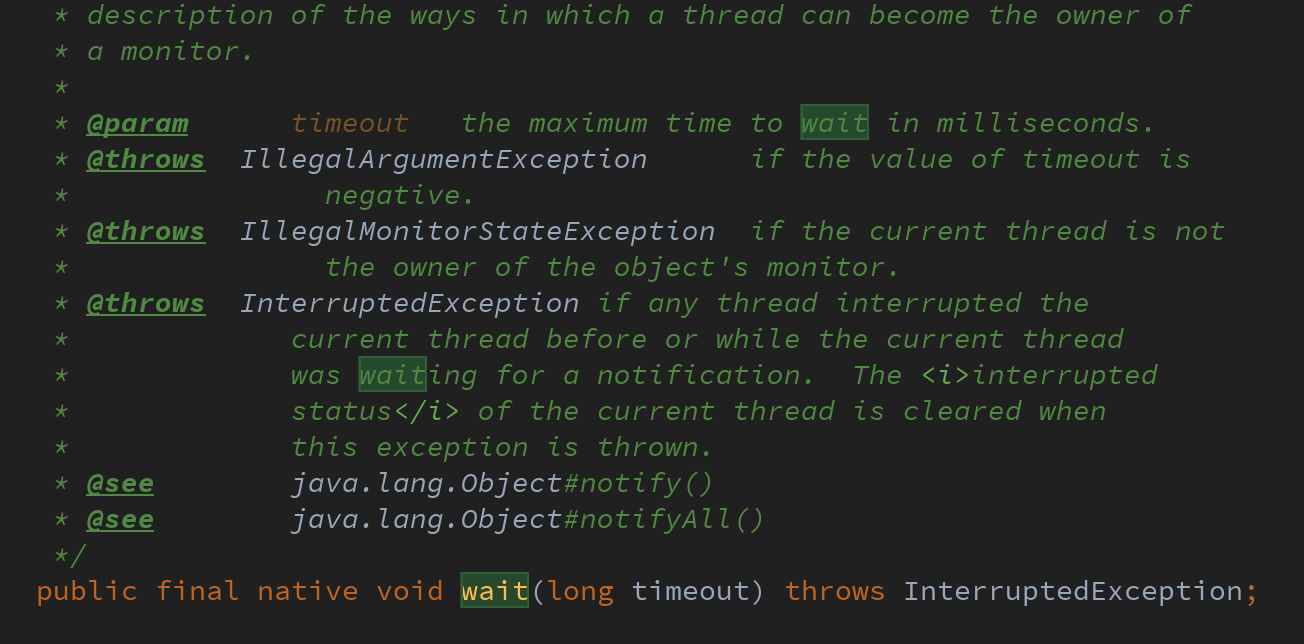 * description of the ways in which a thread can become the owner of
* a monitor.
*
* @param timeout the maximum time to wait in milliseconds.
* @throws IllegalArgumentException if the value of timeout is
* negative.
* @throws IllegalMonitorStateException if the current thread is not
* the owner of the object's monitor.
* @throws InterruptedException if any thread interrupted the
* current thread before or while the current thread
* was waiting for a notification. The <i>interrupted
* status</i> of the current thread is cleared when
* this exception is thrown.
* @see java.lang.Object#notify()
* @see java.lang.Object#notifyAll()
*/
public final native void wait(long timeout) throws InterruptedException;